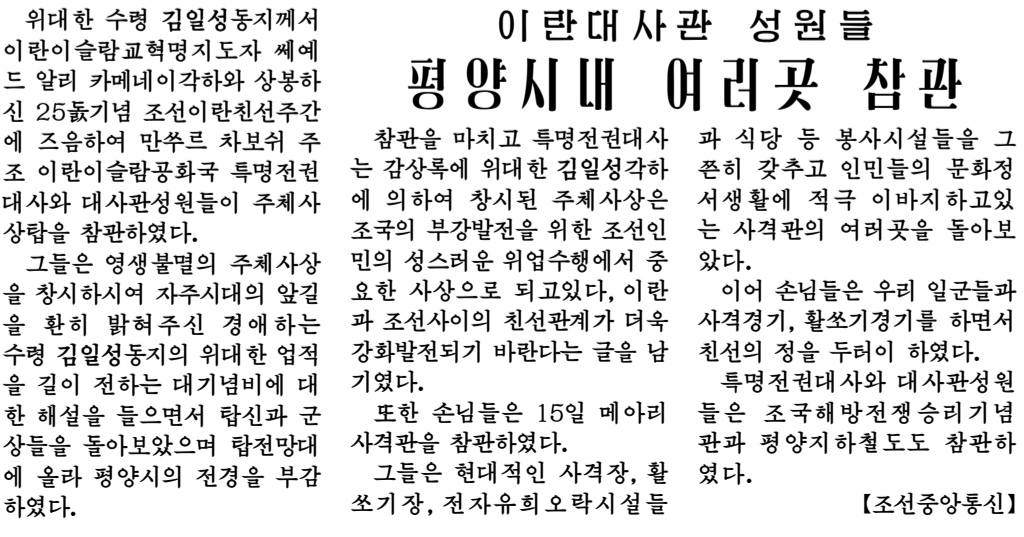 이란대사관 성원들
평양시내 여러곳 참관
위대한 수령 김일성동지께서
이란이슬람교혁명지도자 쎄예
드 알리 카메네이각하와 상봉하
신 25돐기념 조선이란친선주간
에 즈음하여 만쑤르 차보쉬 주
조 이란이슬람공화국 특명전권
대사와 대사관성원들이 주체사
상탑을 참관하였다.
그들은 영생불멸의 주체사상
을 창시하시여 자주시대의 앞길
을 환히 밝혀주신 경애하는
수령 김일성동지의 위대한 업적
을 길이 전하는 대기념비에 대
한 해설을 들으면서 탑신과 군
상들을 돌아보았으며 탑전망대
에 올라 평양시의 전경을 부감
하였다.
참관을 마치고 특명전권대사
는 감상록에 위대한 김일성각하
에 의하여 창시된 주체사상은
조국의 부강발전을 위한 조선인
민의 성스러운 위업수행에서 중
요한 사상으로 되고있다, 이란
과 조선사이의 친선관계가 더욱
강화발전되기 바란다는 글을 남
기였다.
또한 손님들은 15일 메아리
사격관을 참관하였다.
그들은 현대적인 사격장, 활
쏘기장, 전자유희오락시설들
과 식당 등 봉사시설들을 그
쯘히 갖추고 인민들의 문화정
서생활에 적극 이바지하고있
는 사격관의 여러곳을 돌아보
았다.
이어 손님들은 우리 일군들과
사격경기, 활쏘기경기를 하면서
친선의 정을 두터이 하였다.
특명전권대사와 대사관성원
들은 조국해방전쟁승리기념
관과 평양지하철도도 참관하
였다.
【조선중앙통신】